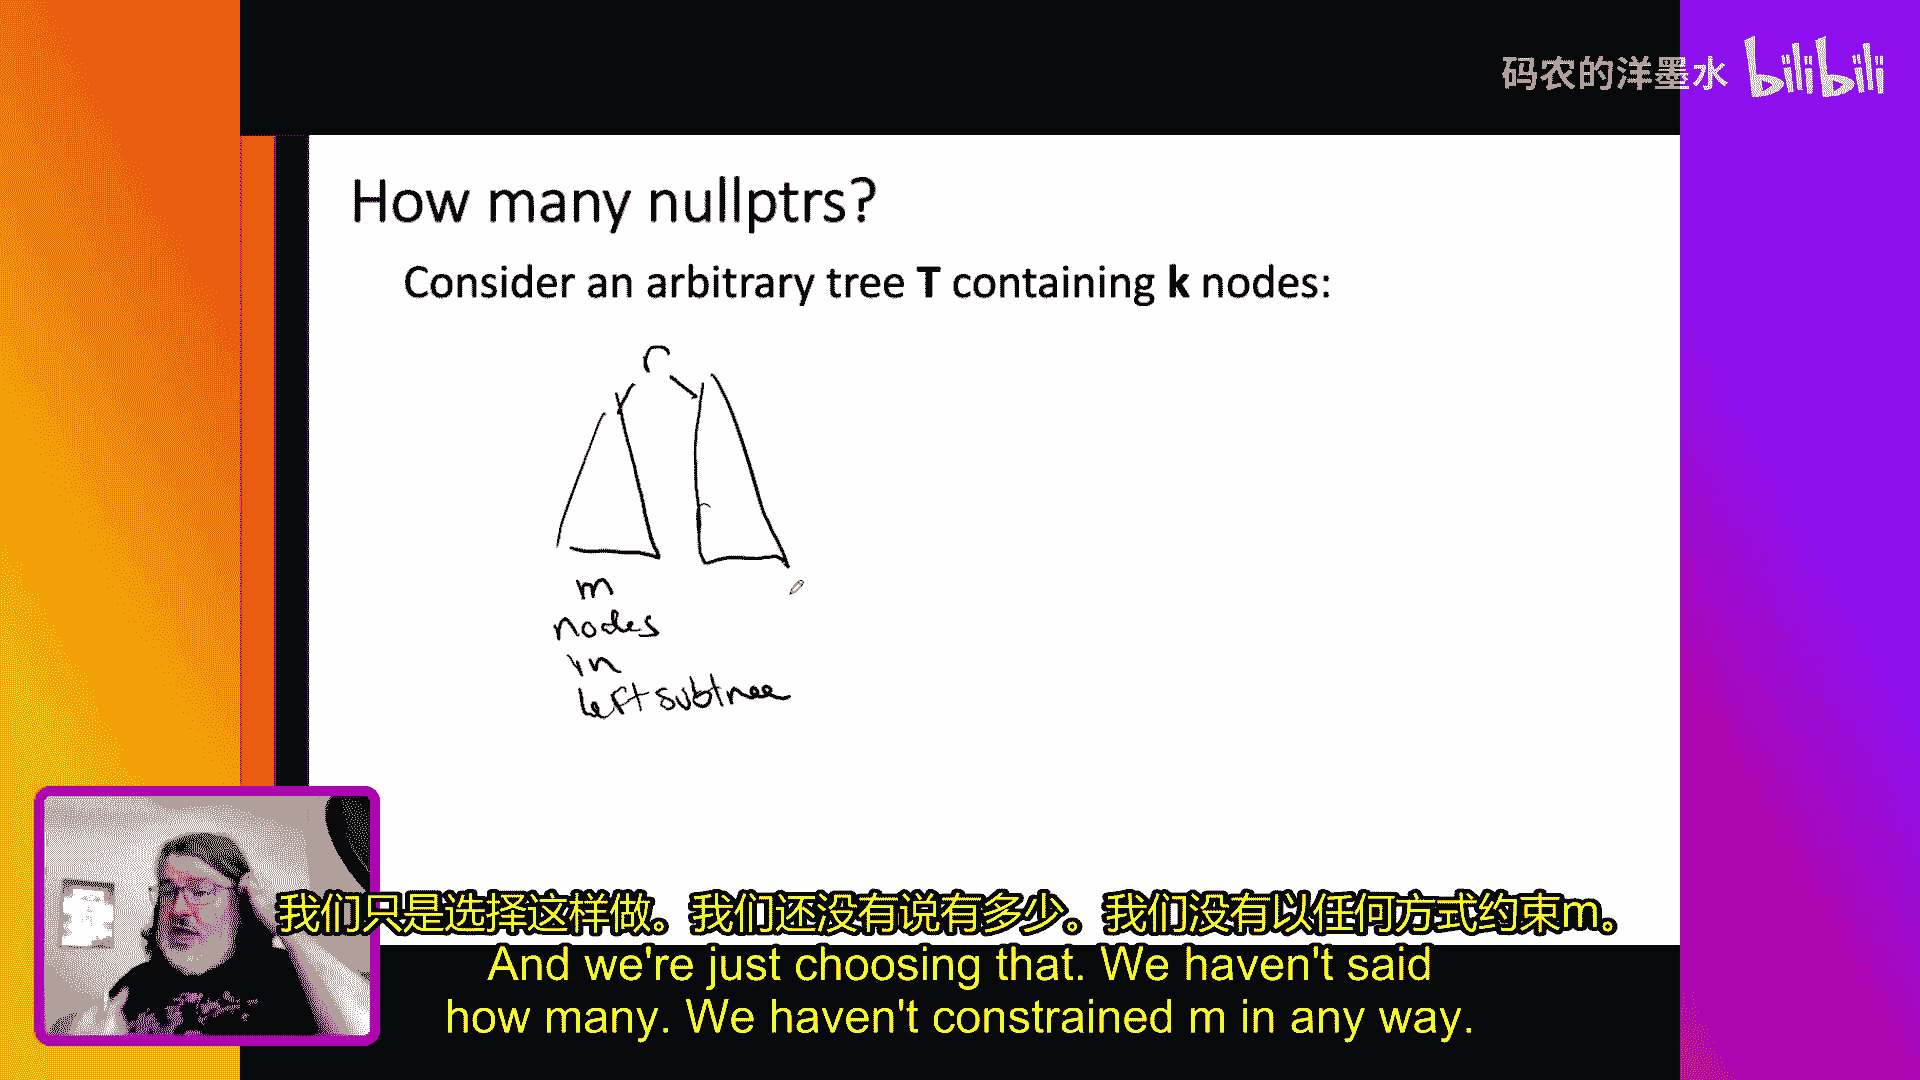 码农的洋墨水 bilibili
How many nullptrs?
Consider an arbitrary tree T containing k nodes:
r
m
nodes
in
left subtree
我们只是选择这样做。我们还没有说有多少。我们没有以任何方式约束m。
And we're just choosing that. We haven't said
how many. We haven't constrained m in any way.